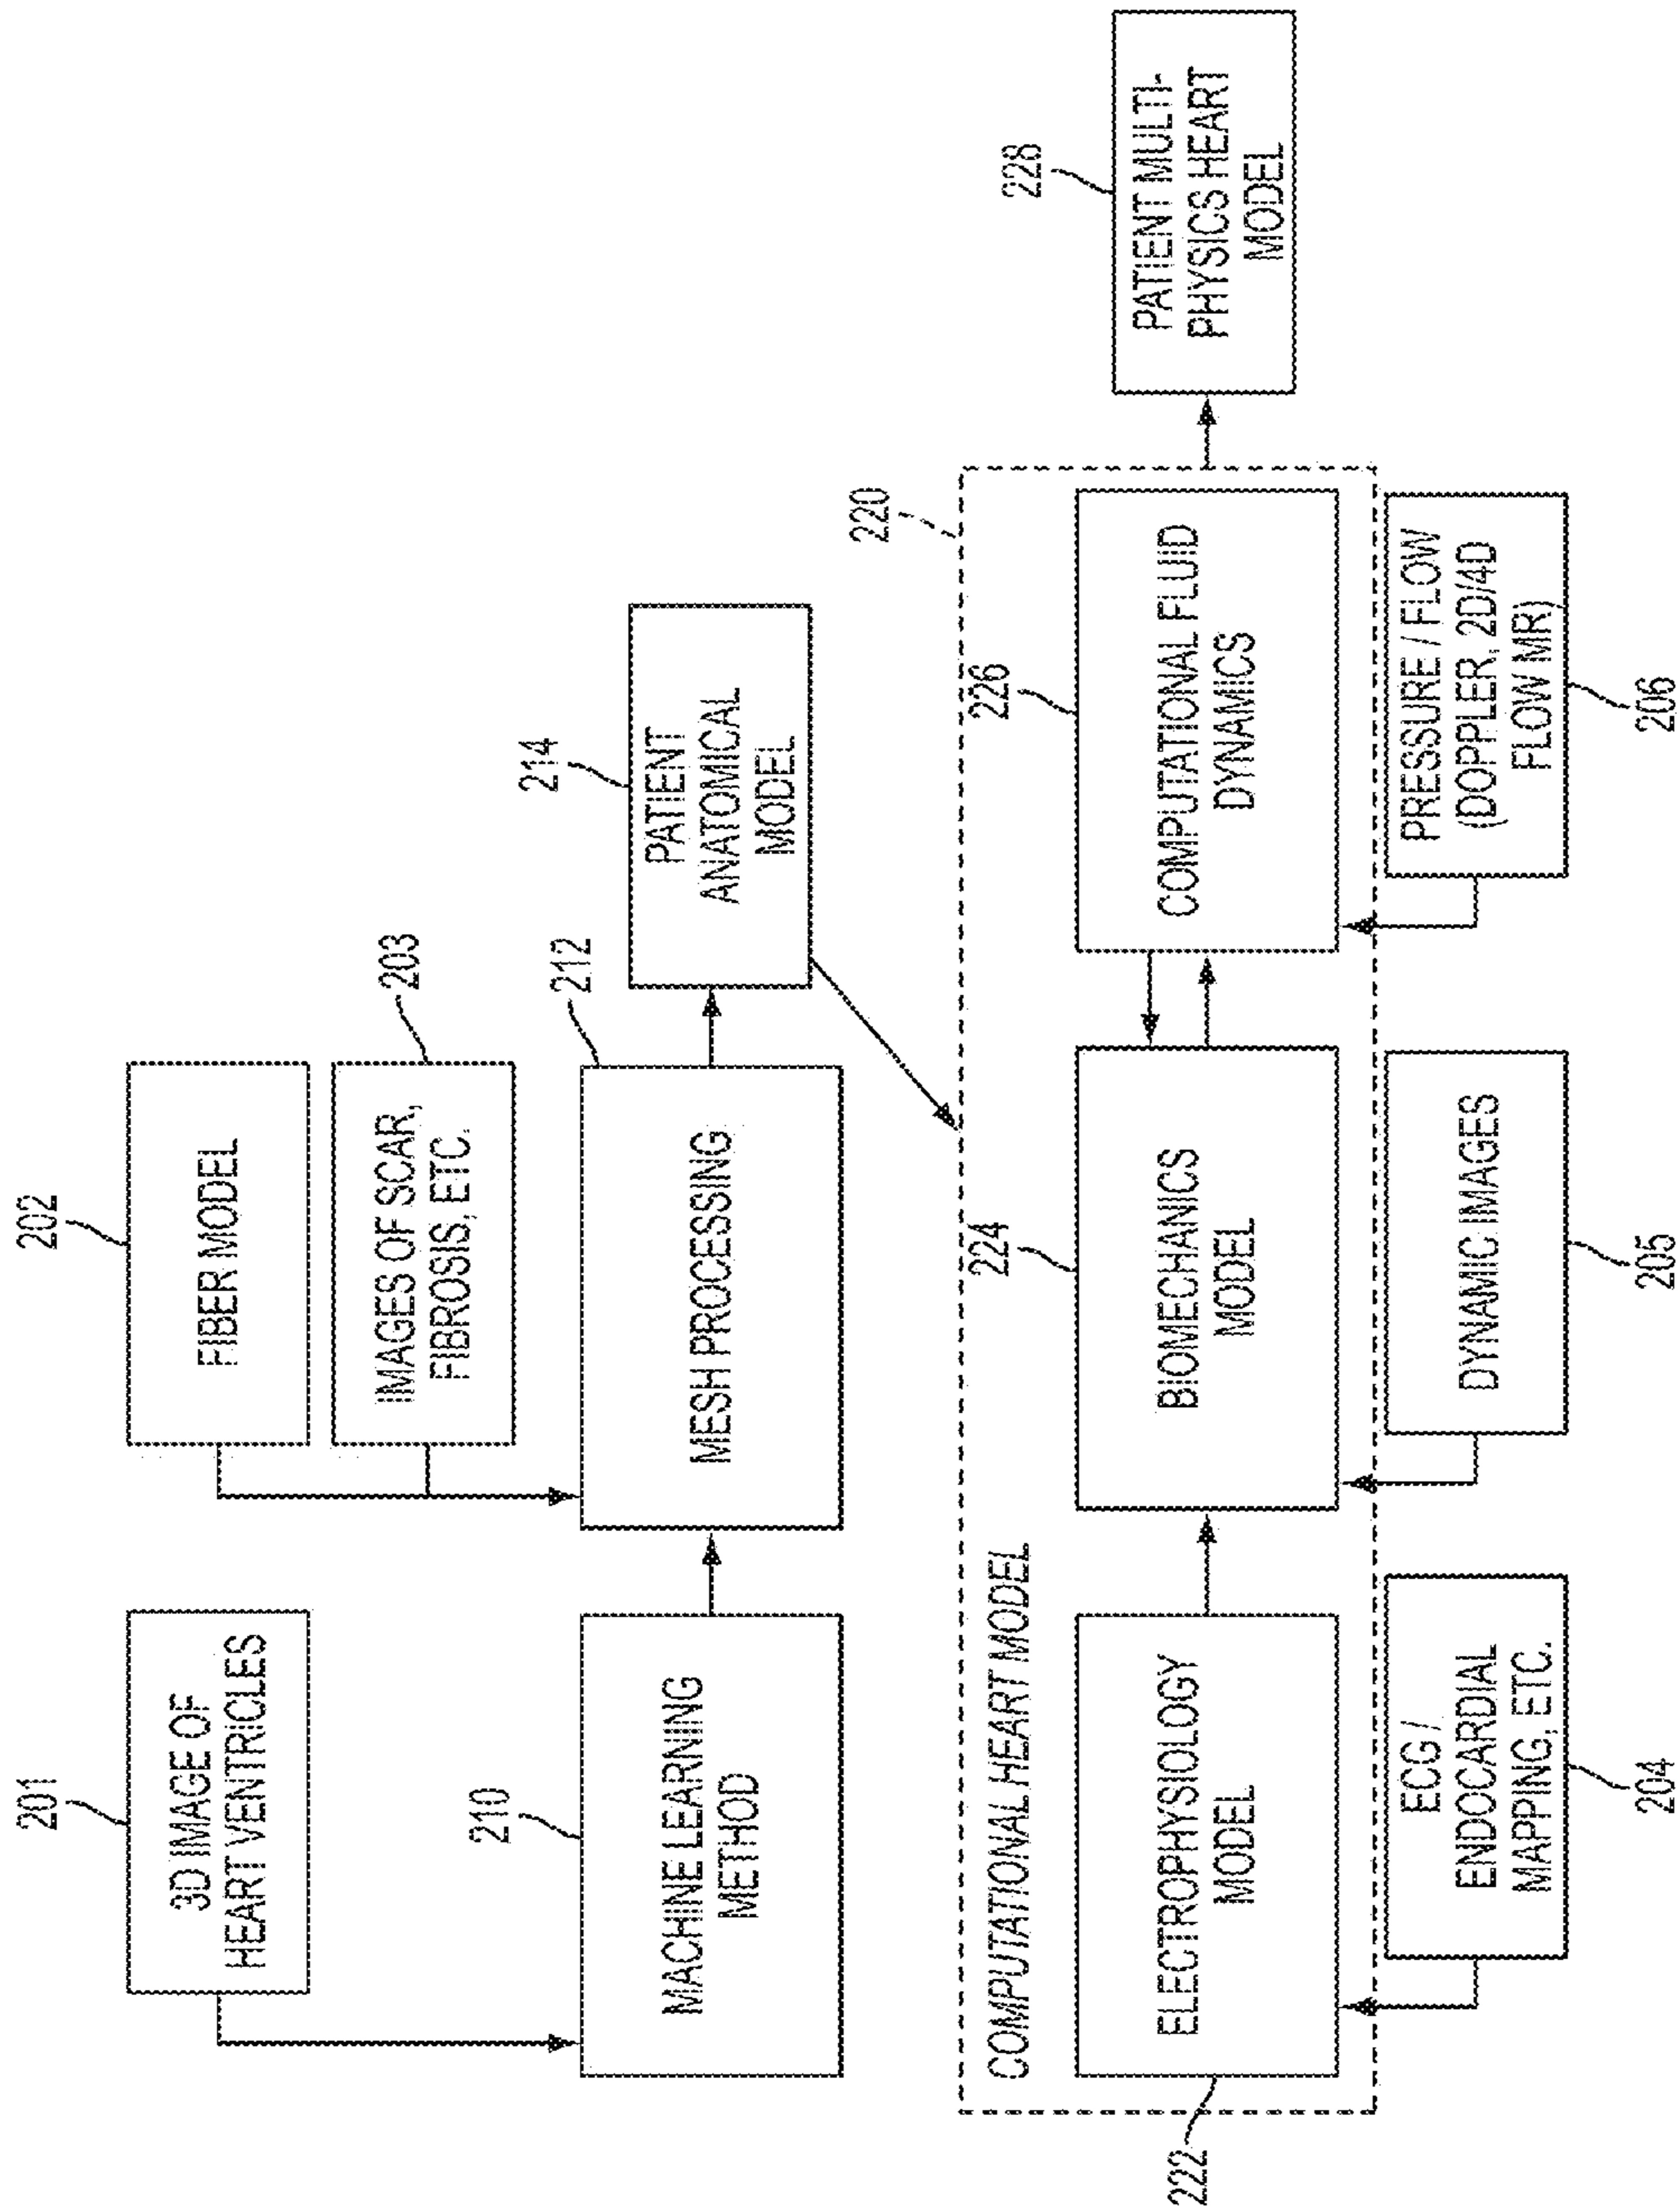 201
3D IMAGE OF
HEART VENTRICLES
202
FIBER MODEL
203
IMAGES OF SCAR,
FIBROSIS, ETC.
210
MACHINE LEARNING
METHOD
212
MESH PROCESSING
214
PATIENT
ANATOMICAL
MODEL
220
COMPUTATIONAL HEART MODEL
222
ELECTROPHYSIOLOGY
MODEL
224
BIOMECHANICS
MODEL
226
COMPUTATIONAL FLUID
DYNAMICS
228
PATIENT MULTI-
PHYSICS HEART
MODEL
ECG /
ENDOCARDIAL
MAPPING, ETC.
204
DYNAMIC IMAGES
205
PRESSURE / FLOW
(DOPPLER, 2D/4D
FLOW MR)
206